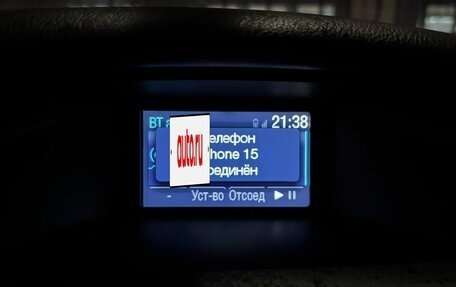 BT a 21:38
елефон
hone 15
единён
auto.ru
- Уст-во Отсоед